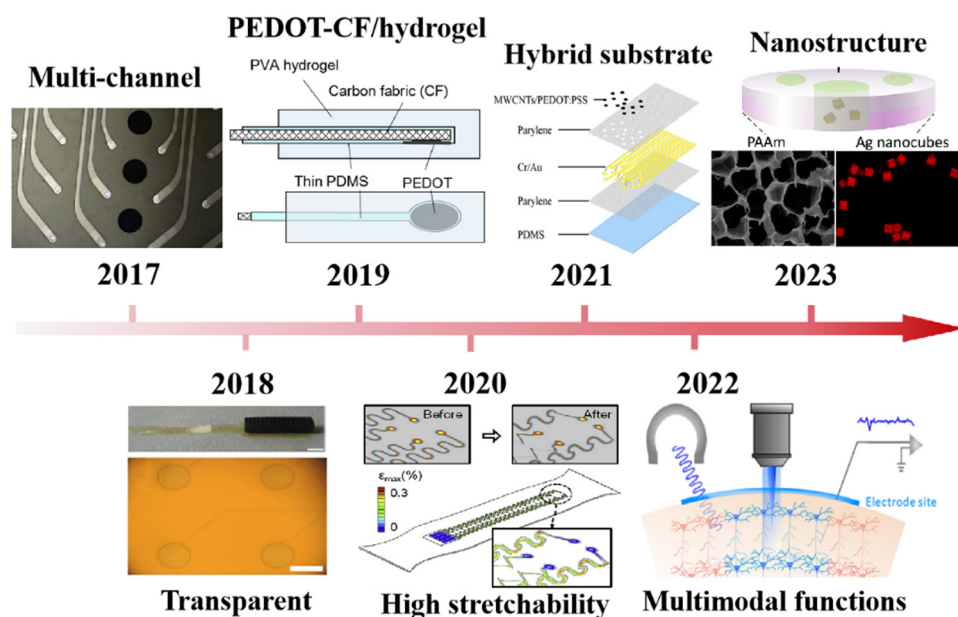 Multi-channel
PEDOT-CF/hydrogel
PVA hydrogel
Carbon fabric (CF)
Thin PDMS
PEDOT
Hybrid substrate
MWCNTs/PEDOT:PSS
Parylene
Cr/Au
Parylene
PDMS
Nanostructure
PAAm
Ag nanocubes
2017
2019
2021
2023
2018
2020
2022
Before
After
εmax(%)
0.3
0
Electrode site
Transparent
High stretchability
Multimodal functions